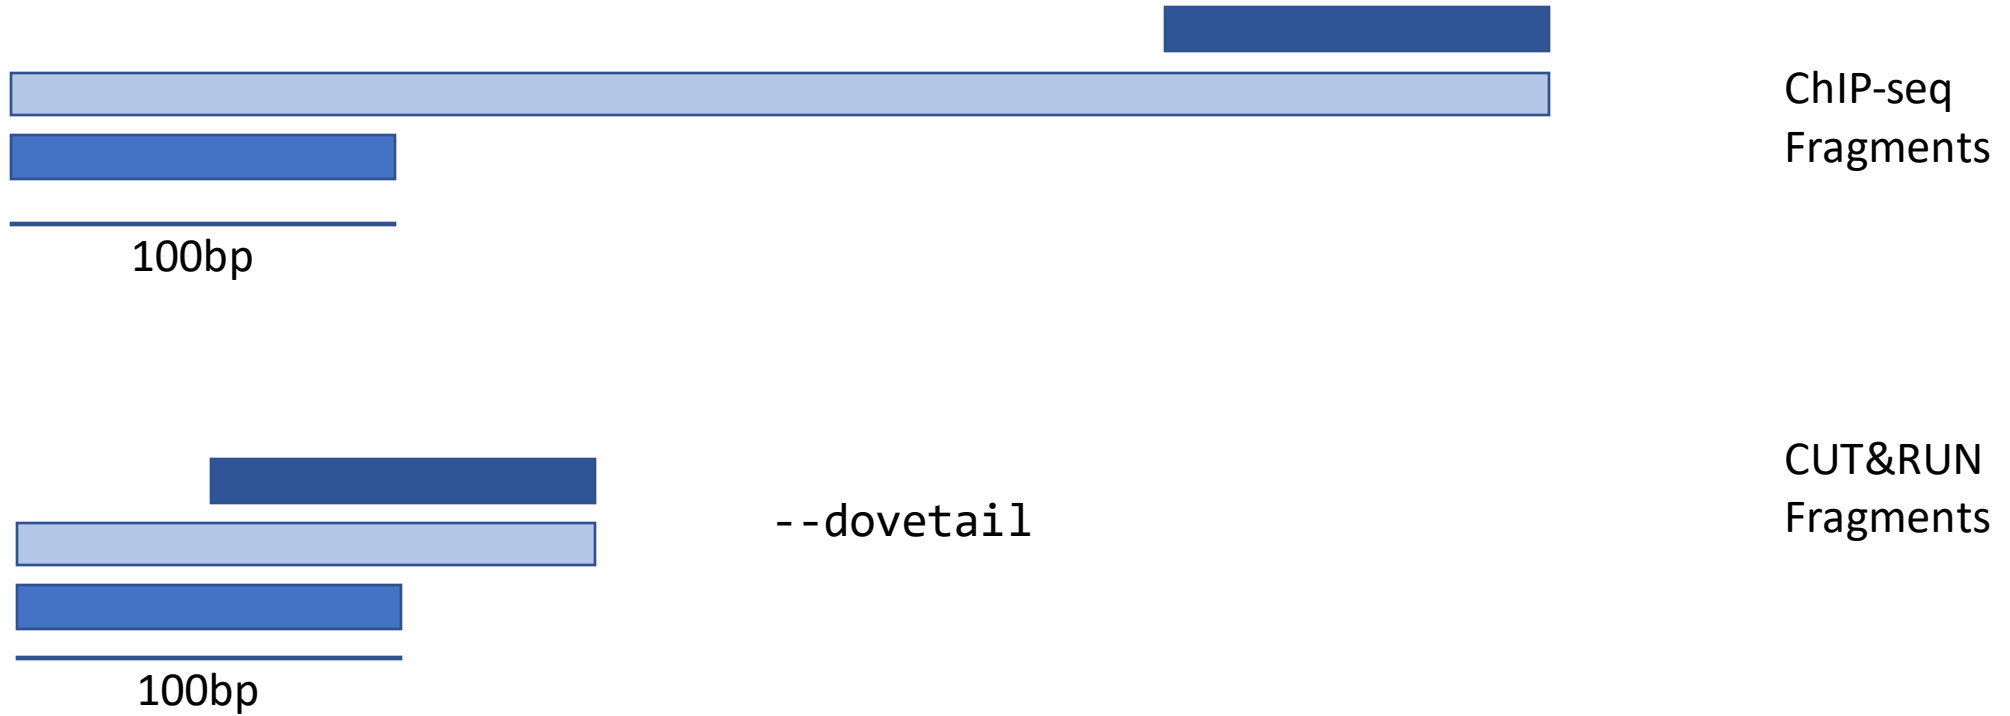 ChIP-seq
Fragments
100bp
CUT&RUN
Fragments
--dovetail
100bp